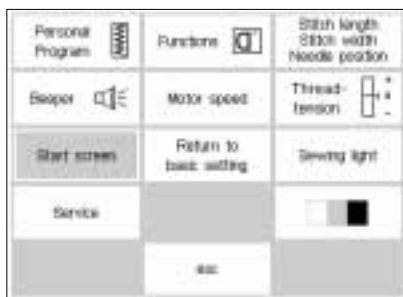 Personal
Program
Functions
Stitch length
Stitch width
Needle position
Beeper
Motor speed
Thread-
tension
+
-
Start screen
Return to
basic setting
Sewing light
Service
esc